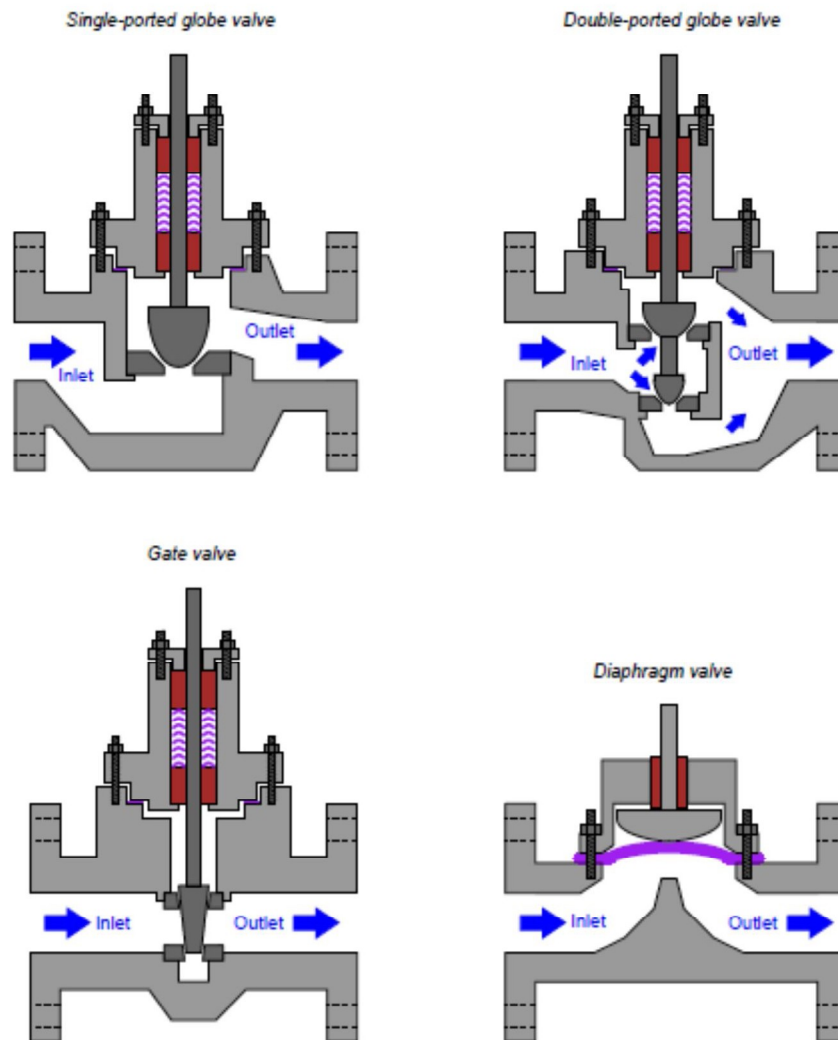 Single-ported globe valve
Double-ported globe valve
Inlet
Outlet
Inlet
Outlet
Gate valve
Diaphragm valve
Inlet
Outlet
Inlet
Outlet